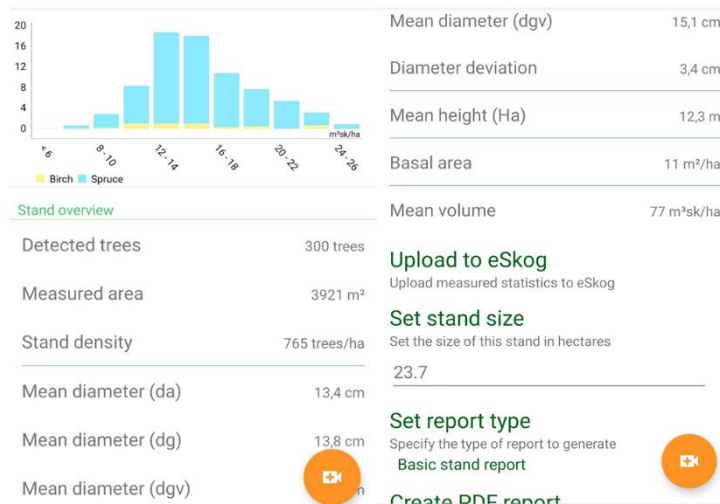 20
16
12
8
4
0
m³sk/ha
< 6
8 - 10
12 - 14
16 - 18
20 - 22
24 - 26
Birch Spruce
Stand overview
Detected trees 300 trees
Measured area 3921 m²
Stand density 765 trees/ha
Mean diameter (da) 13,4 cm
Mean diameter (dg) 13,8 cm
Mean diameter (dgv)
Mean diameter (dgv) 15,1 cm
Diameter deviation 3,4 cm
Mean height (Ha) 12,3 m
Basal area 11 m²/ha
Mean volume 77 m³sk/ha
Upload to eSkog
Upload measured statistics to eSkog
Set stand size
Set the size of this stand in hectares
23.7
Set report type
Specify the type of report to generate
Basic stand report
Create PDF report